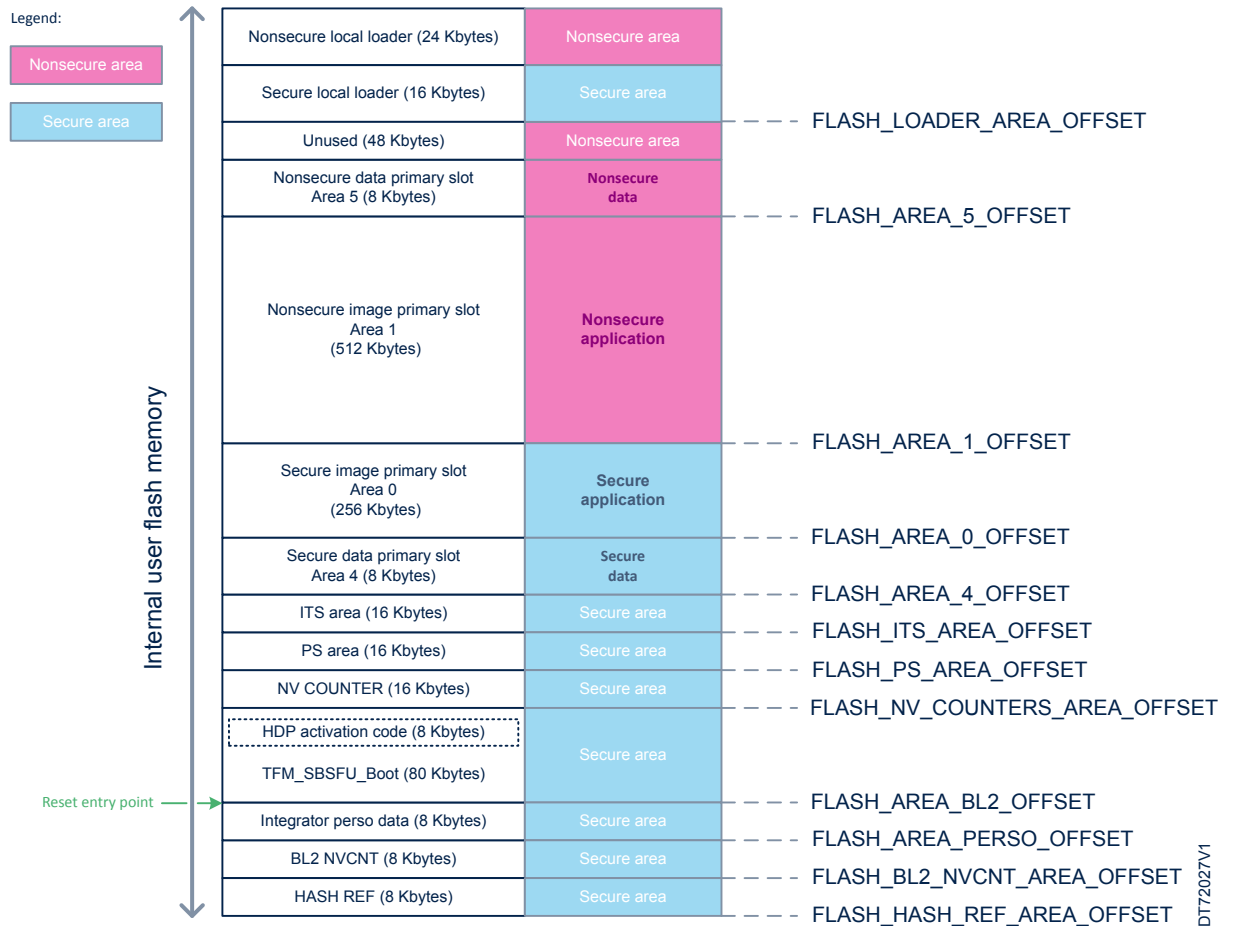 Legend:
Nonsecure area
Secure area
Internal user flash memory
Nonsecure local loader (24 Kbytes)
Nonsecure area
Secure local loader (16 Kbytes)
Secure area
FLASH_LOADER_AREA_OFFSET
Unused (48 Kbytes)
Nonsecure area
Nonsecure data primary slot
Area 5 (8 Kbytes)
Nonsecure
data
FLASH_AREA_5_OFFSET
Nonsecure image primary slot
Area 1
(512 Kbytes)
Nonsecure
application
FLASH_AREA_1_OFFSET
Secure image primary slot
Area 0
(256 Kbytes)
Secure
application
FLASH_AREA_0_OFFSET
Secure data primary slot
Area 4 (8 Kbytes)
Secure
data
FLASH_AREA_4_OFFSET
ITS area (16 Kbytes)
Secure area
FLASH_ITS_AREA_OFFSET
PS area (16 Kbytes)
Secure area
FLASH_PS_AREA_OFFSET
NV COUNTER (16 Kbytes)
Secure area
FLASH_NV_COUNTERS_AREA_OFFSET
HDP activation code (8 Kbytes)
TFM_SBSFU_Boot (80 Kbytes)
Secure area
Reset entry point
FLASH_AREA_BL2_OFFSET
Integrator perso data (8 Kbytes)
Secure area
FLASH_AREA_PERSO_OFFSET
BL2 NVCNT (8 Kbytes)
Secure area
FLASH_BL2_NVCNT_AREA_OFFSET
HASH REF (8 Kbytes)
Secure area
FLASH_HASH_REF_AREA_OFFSET
DT72027V1